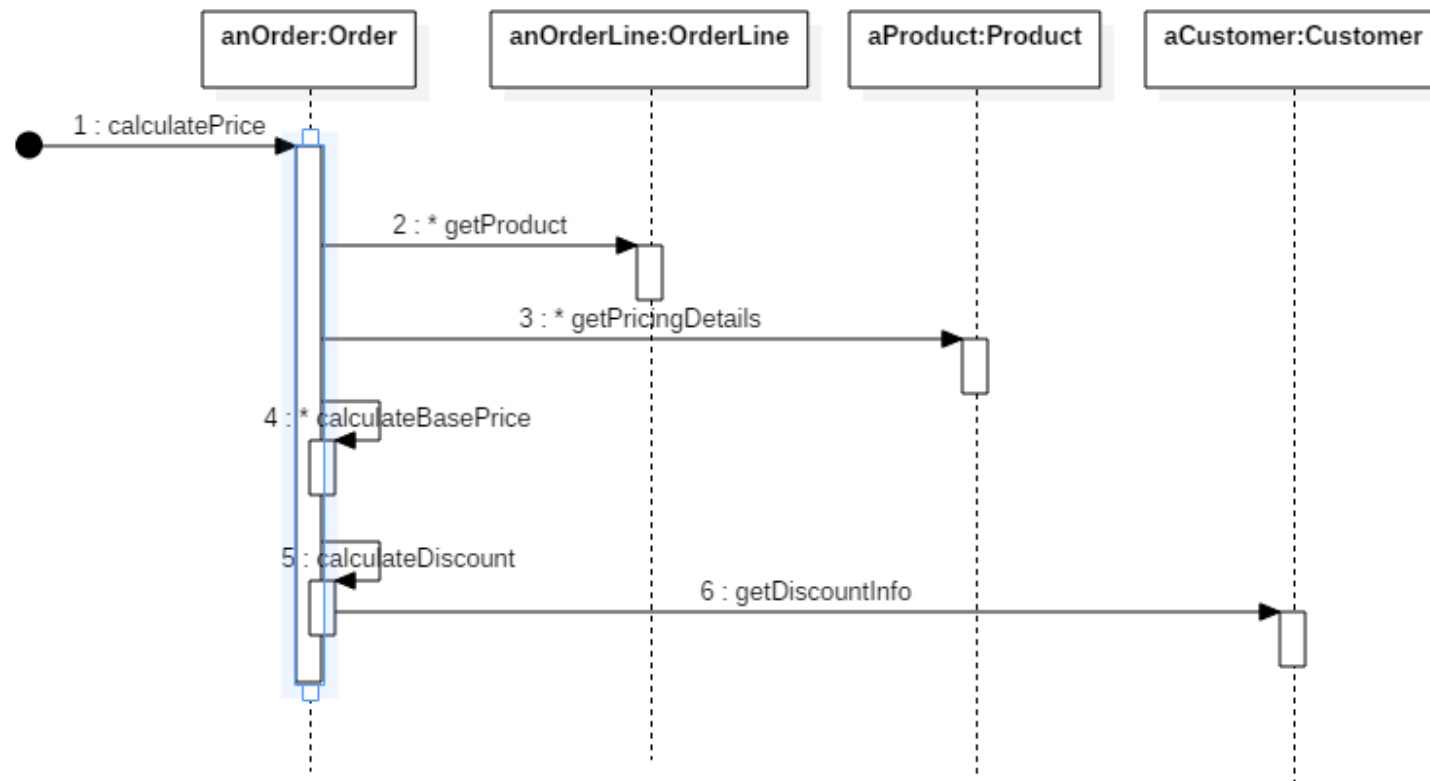 anOrder:Order
anOrderLine:OrderLine
aProduct:Product
aCustomer:Customer
1 : calculatePrice
2 : * getProduct
3 : * getPricingDetails
4 : * calculateBasePrice
5 : calculateDiscount
6 : getDiscountInfo